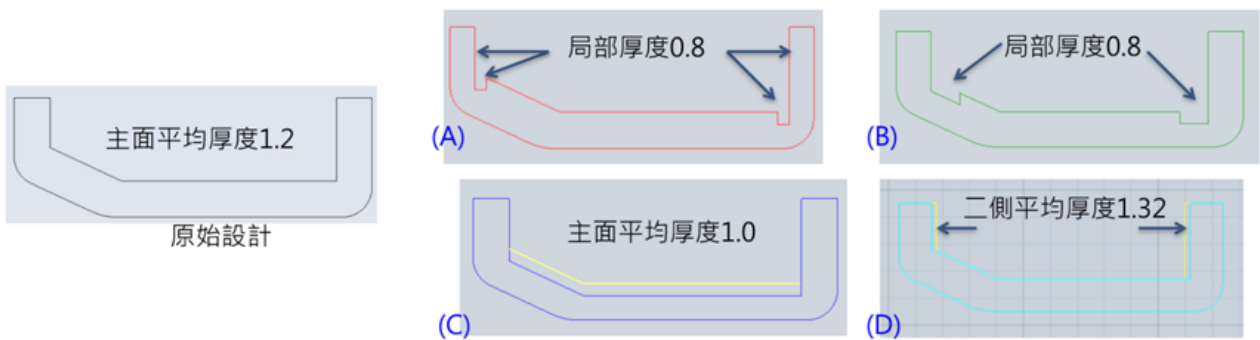 主面平均厚度1.2
原始設計
局部厚度0.8
(A)
局部厚度0.8
(B)
主面平均厚度1.0
(C)
二側平均厚度1.32
(D)